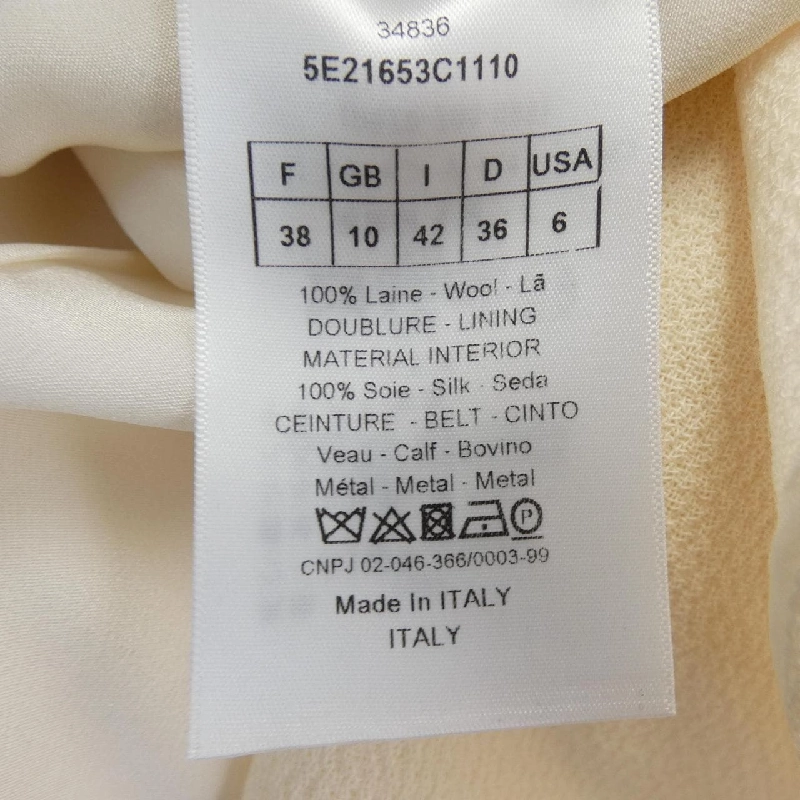 34836
5E21653C1110
F GB I D USA
38 10 42 36 6
100% Laine - Wool - Lã
DOUBLURE - LINING
MATERIAL INTERIOR
100% Soie - Silk - Seda
CEINTURE - BELT - CINTO
Veau - Calf - Bovino
Métal - Metal - Metal
P
CNPJ 02-046-366/0003-99
Made In ITALY
ITALY